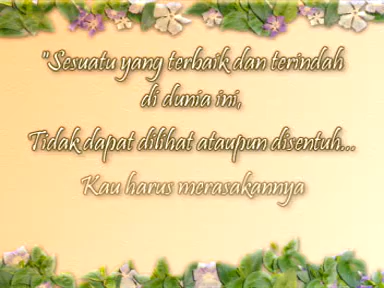 "Sesuatu yang terbaik dan terindah
di dunia ini,
Tidak dapat dilihat ataupun disentuh...
Kau harus merasakannya